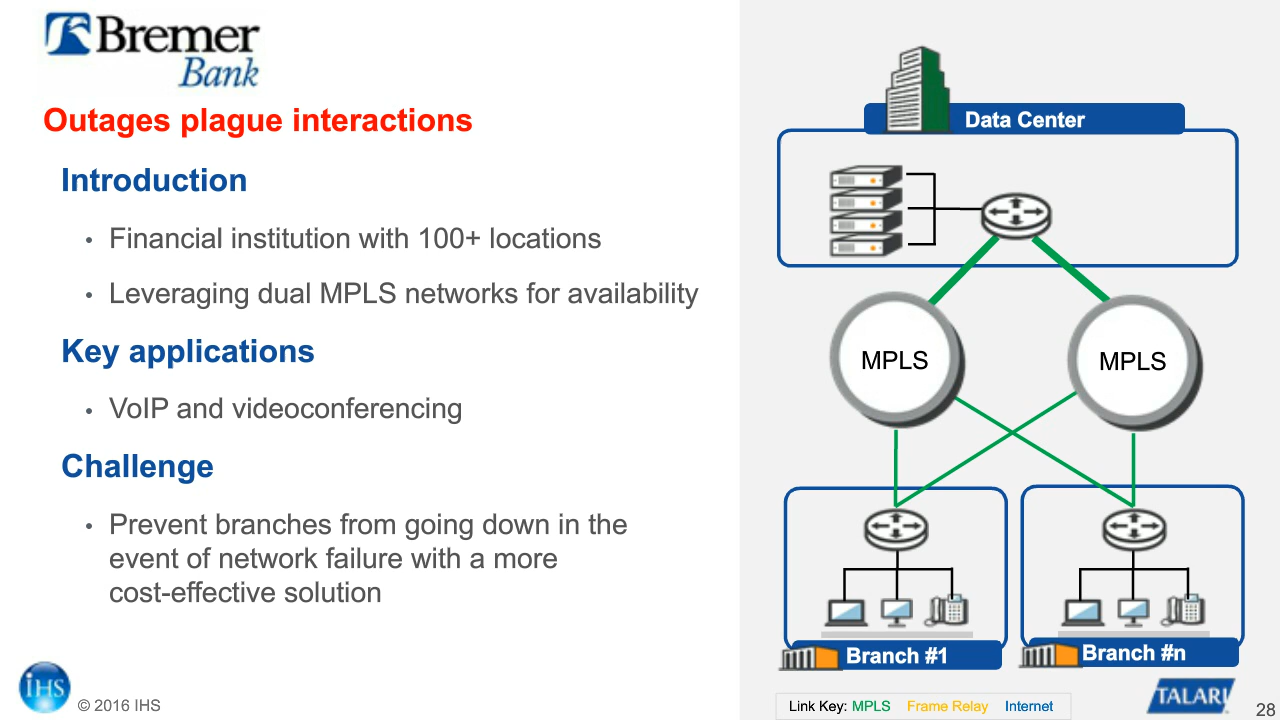 Bremer
Bank
Outages plague interactions
Introduction
• Financial institution with 100+ locations
• Leveraging dual MPLS networks for availability
Key applications
• VoIP and videoconferencing
Challenge
• Prevent branches from going down in the
event of network failure with a more
cost-effective solution
IHS
© 2016 IHS
Data Center
MPLS
MPLS
Branch #1
Branch #n
Link Key: MPLS Frame Relay Internet
TALARI
28